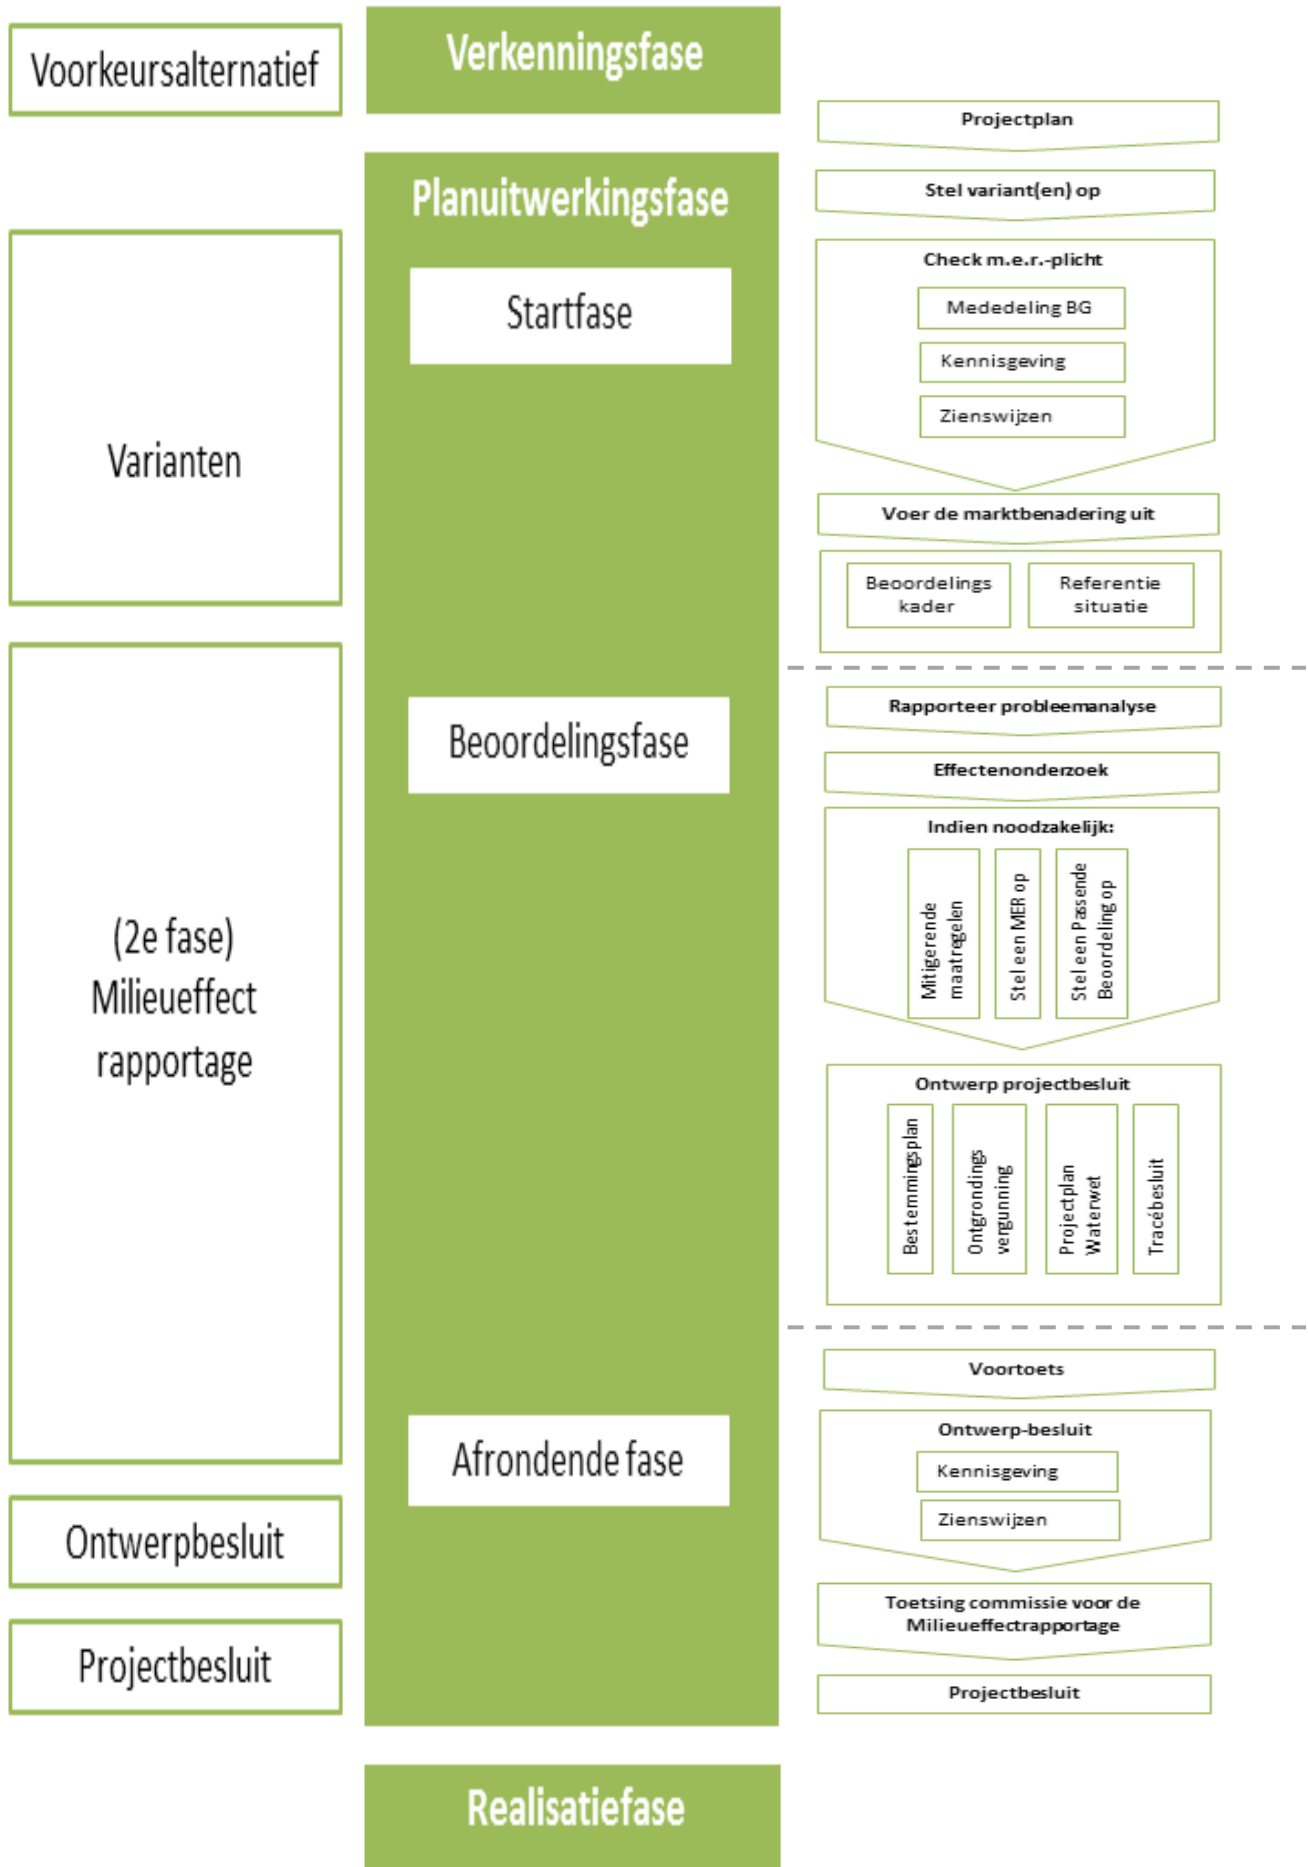 Voorkeursalternatief
Varianten
(2e fase)
Milieueffect
rapportage
Ontwerpbesluit
Projectbesluit
Verkenningsfase
Planuitwerkingsfase
Startfase
Beoordelingsfase
Afrondende fase
Realisatiefase
Projectplan
Stel variant(en) op
Check m.e.r.-plicht
Mededeling BG
Kennisgeving
Zienswijzen
Voer de marktbenadering uit
Beoordelings
kader
Referentie
situatie
Rapporteer probleemanalyse
Effectenonderzoek
Indien noodzakelijk:
Mitigerende
maatregelen
Stel een MER op
Stel een Passende
Beoordeling op
Ontwerp projectbesluit
Bestemmingsplan
Ontgrondings
vergunning
Projectplan
Waterwet
Tracébesluit
Voortoets
Ontwerp-besluit
Kennisgeving
Zienswijzen
Toetsing commissie voor de
Milieueffectrapportage
Projectbesluit